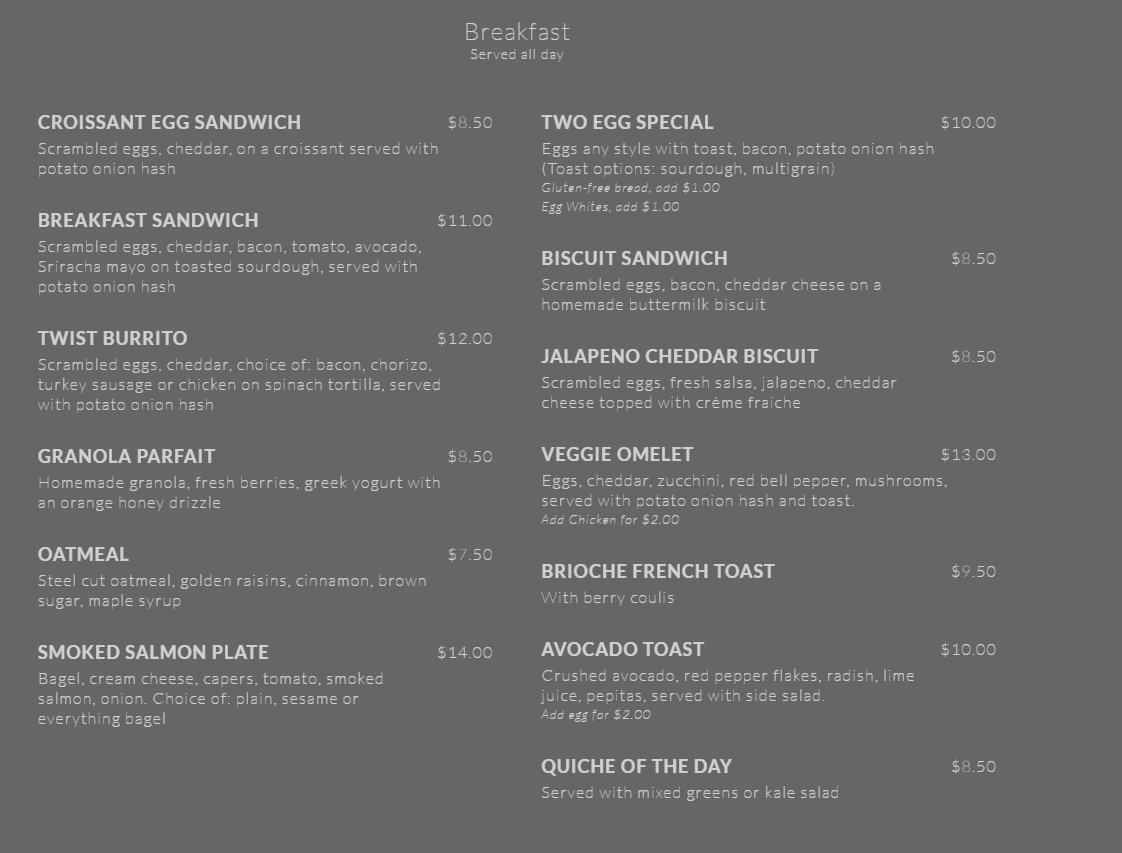 Breakfast
Served all day
CROISSANT EGG SANDWICH $8.50
Scrambled eggs, cheddar, on a croissant served with
potato onion hash
BREAKFAST SANDWICH $11.00
Scrambled eggs, cheddar, bacon, tomato, avocado,
Sriracha mayo on toasted sourdough, served with
potato onion hash
TWIST BURRITO $12.00
Scrambled eggs, cheddar, choice of: bacon, chorizo,
turkey sausage or chicken on spinach tortilla, served
with potato onion hash
GRANOLA PARFAIT $8.50
Homemade granola, fresh berries, greek yogurt with
an orange honey drizzle
OATMEAL $7.50
Steel cut oatmeal, golden raisins, cinnamon, brown
sugar, maple syrup
SMOKED SALMON PLATE $14.00
Bagel, cream cheese, capers, tomato, smoked
salmon, onion. Choice of: plain, sesame or
everything bagel
TWO EGG SPECIAL $10.00
Eggs any style with toast, bacon, potato onion hash
(Toast options: sourdough, multigrain)
Gluten-free bread, add $1.00
Egg Whites, add $1.00
BISCUIT SANDWICH $8.50
Scrambled eggs, bacon, cheddar cheese on a
homemade buttermilk biscuit
JALAPENO CHEDDAR BISCUIT $8.50
Scrambled eggs, fresh salsa, jalapeno, cheddar
cheese topped with crème fraiche
VEGGIE OMELET $13.00
Eggs, cheddar, zucchini, red bell pepper, mushrooms,
served with potato onion hash and toast.
Add Chicken for $2.00
BRIOCHE FRENCH TOAST $9.50
With berry coulis
AVOCADO TOAST $10.00
Crushed avocado, red pepper flakes, radish, lime
juice, pepitas, served with side salad.
Add egg for $2.00
QUICHE OF THE DAY $8.50
Served with mixed greens or kale salad